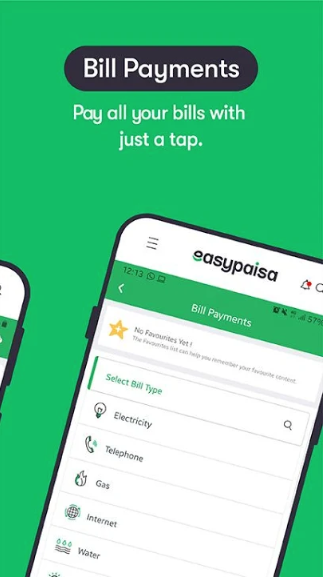 Bill Payments
Pay all your bills with
just a tap.
easypaisa
12:13
57%
Bill Payments
No Favourites Yet !
The Favourites list can help you remember your favourite content
Select Bill Type
Electricity
Telephone
Gas
Internet
Water